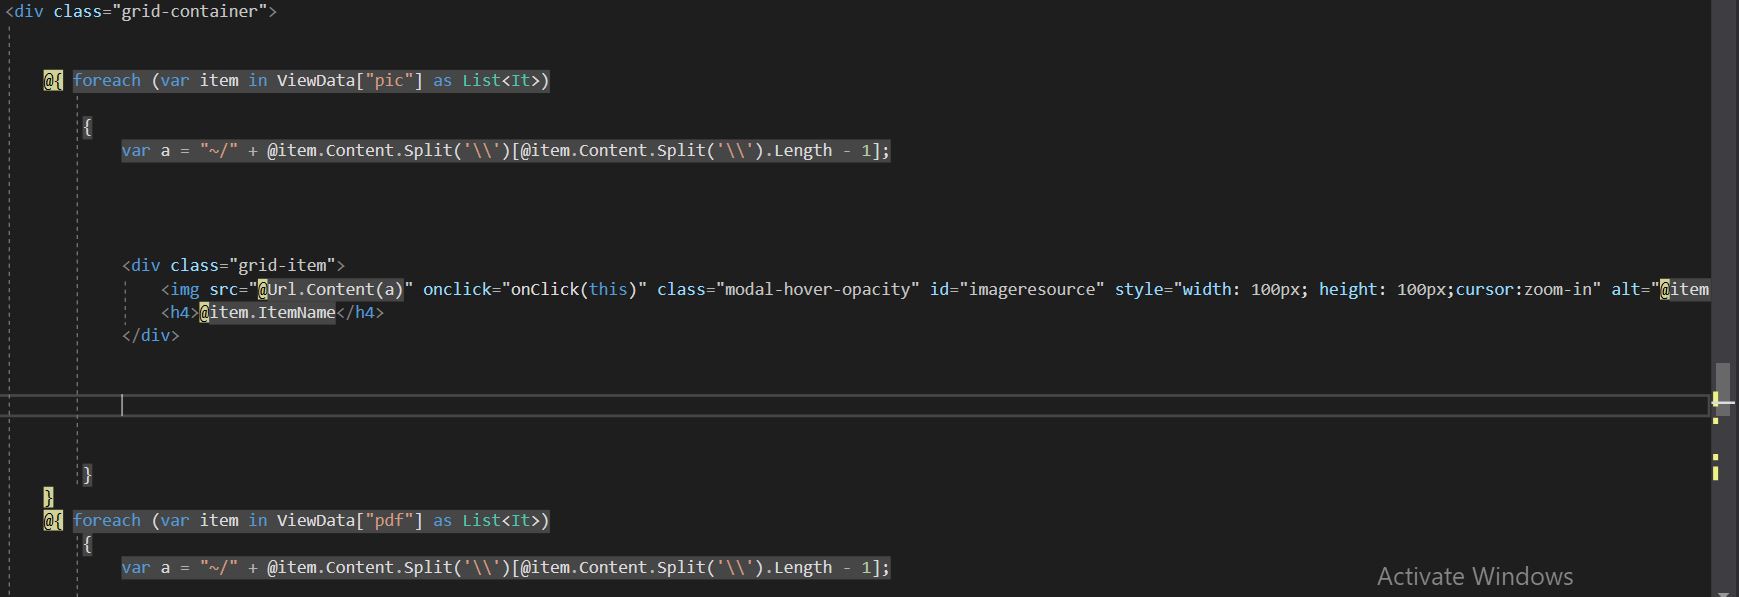 <div class="grid-container">
@{ foreach (var item in ViewData["pic"] as List<It>)
{
var a = "~/" + @item.Content.Split('\\')[@item.Content.Split('\\').Length - 1];
<div class="grid-item">
<img src="@Url.Content(a)" onclick="onClick(this)" class="modal-hover-opacity" id="imageresource" style="width: 100px; height: 100px;cursor:zoom-in" alt="@item
<h4>@item.ItemName</h4>
</div>
}
}
@{ foreach (var item in ViewData["pdf"] as List<It>)
{
var a = "~/" + @item.Content.Split('\\')[@item.Content.Split('\\').Length - 1];
Activate Windows